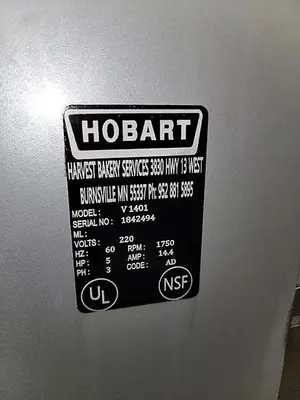 HOBART
HARVEST BAKERY SERVICES 3830 HWY 13 WEST
BURNSVILLE MN 55337 Ph: 952 881 5895
MODEL: V 1401
SERIAL NO: 1842494
ML:
VOLTS: 220
HZ: 60 RPM: 1750
HP: 5 AMP: 14.4
PH: 3 CODE: AD
UL NSF